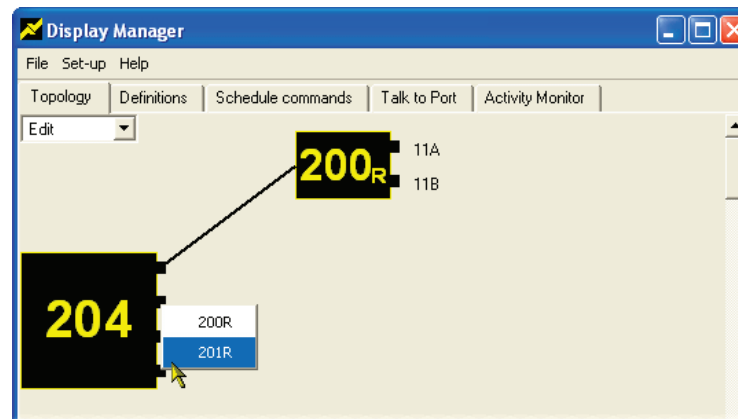 Display Manager
File Set-up Help
Topology Definitions Schedule commands Talk to Port Activity Monitor
Edit
200R 11A
11B
204
200R
201R